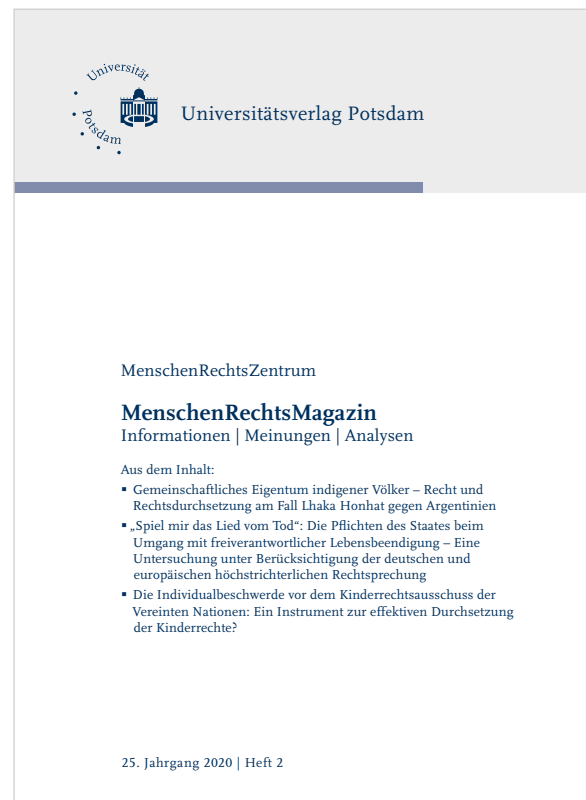 Universität
Potsdam
Universitätsverlag Potsdam
MenschenRechtsZentrum
MenschenRechtsMagazin
Informationen | Meinungen | Analysen
Aus dem Inhalt:
▪ Gemeinschaftliches Eigentum indigener Völker – Recht und
Rechtsdurchsetzung am Fall Lhaka Honhat gegen Argentinien
▪ „Spiel mir das Lied vom Tod“: Die Pflichten des Staates beim
Umgang mit freiverantwortlicher Lebensbeendigung – Eine
Untersuchung unter Berücksichtigung der deutschen und
europäischen höchstrichterlichen Rechtsprechung
▪ Die Individualbeschwerde vor dem Kinderrechtsausschuss der
Vereinten Nationen: Ein Instrument zur effektiven Durchsetzung
der Kinderrechte?
25. Jahrgang 2020 | Heft 2